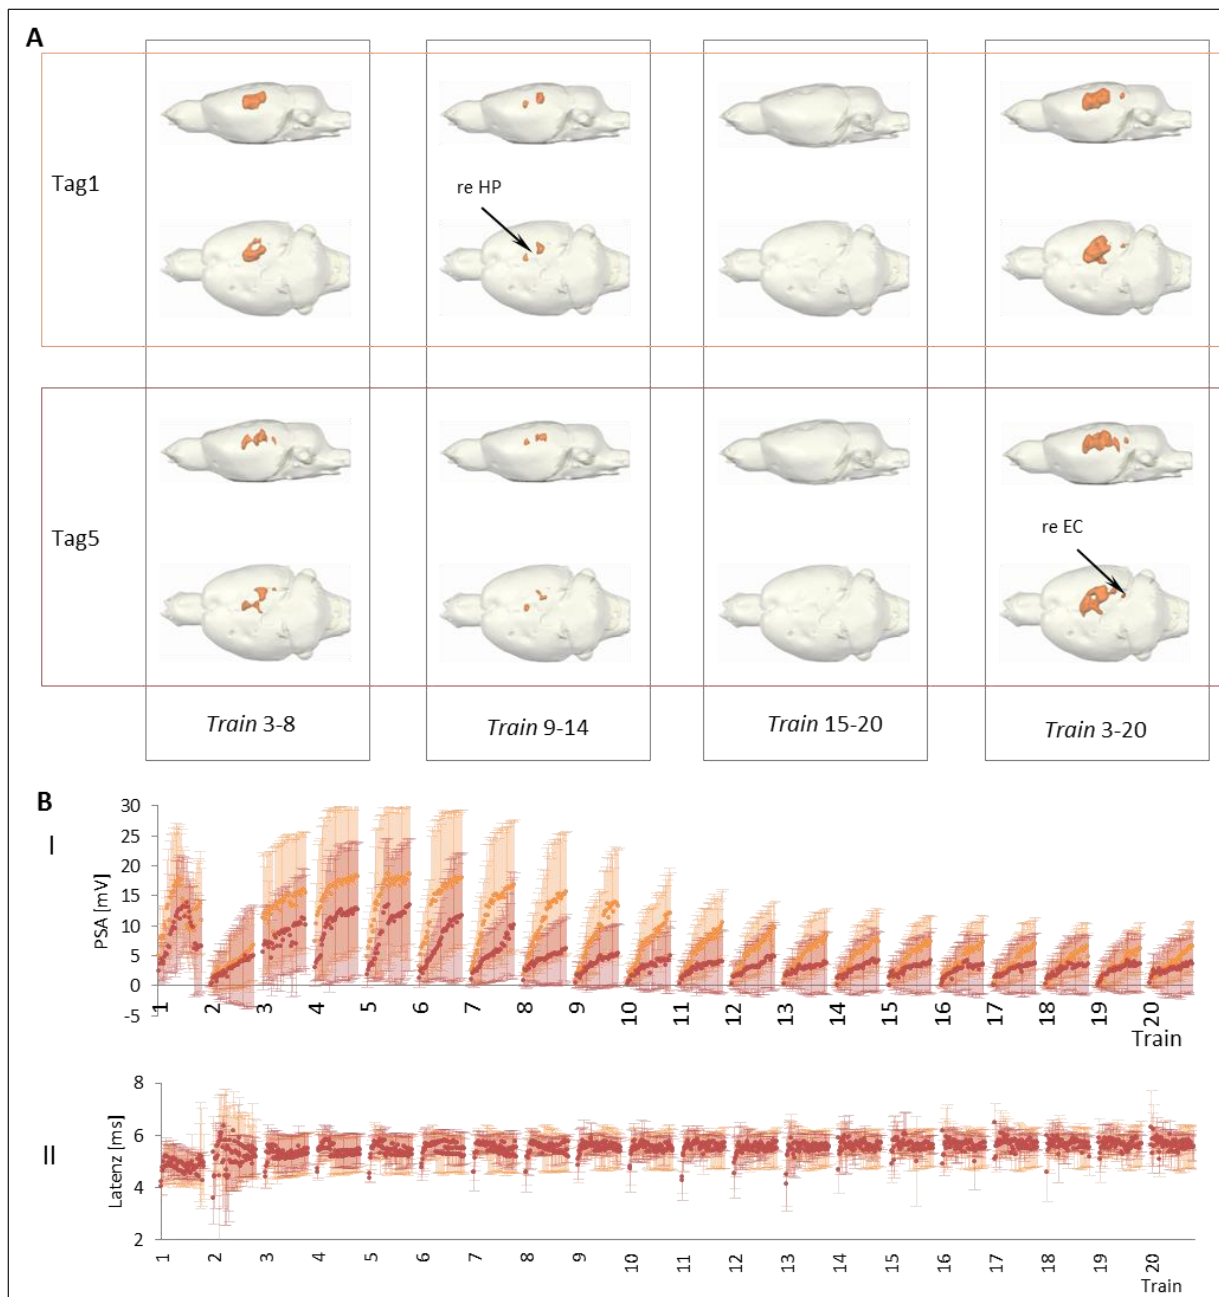 A
Tag1
re HP
Tag5
re EC
Train 3-8
Train 9-14
Train 15-20
Train 3-20
B
I
PSA [mV]
30
25
20
15
10
5
0
-5
1 2 3 4 5 6 7 8 9 10 11 12 13 14 15 16 17 18 19 20
Train
II
Latenz [ms]
8
6
4
2
1 2 3 4 5 6 7 8 9 10 11 12 13 14 15 16 17 18 19 20
Train